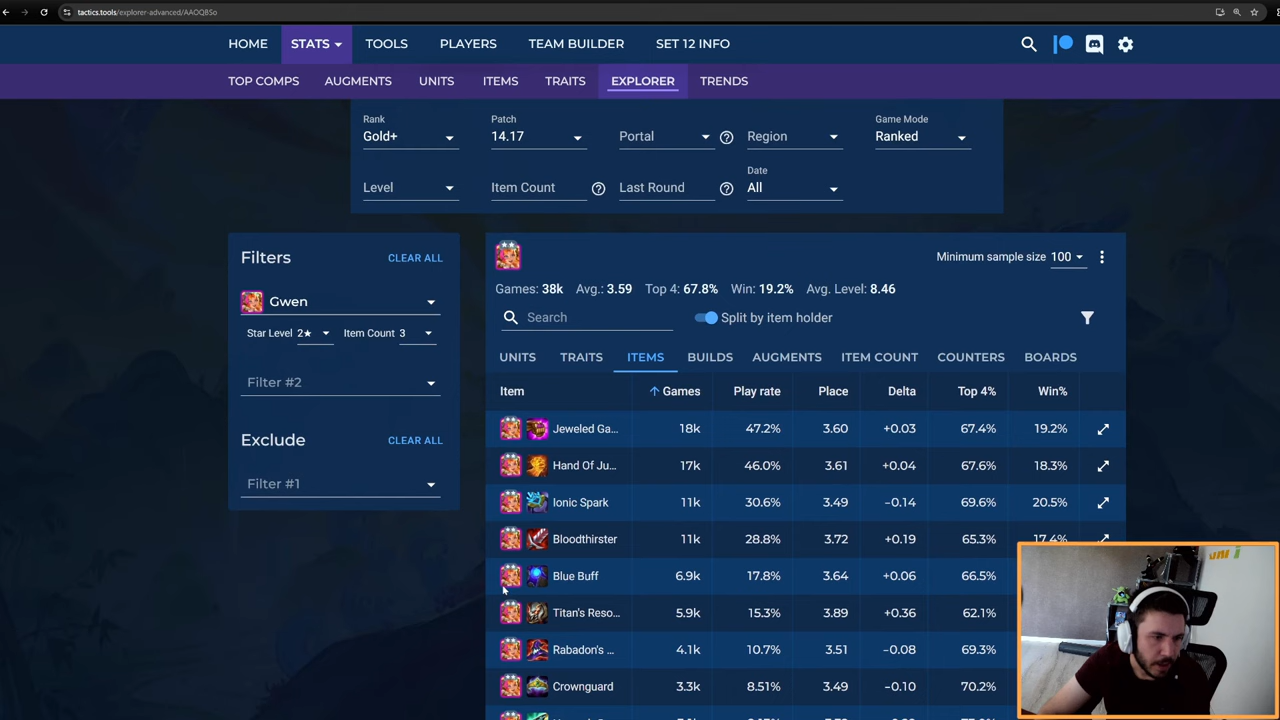 tactics.tools/explorer-advanced/AAOQB5o
HOME STATS TOOLS PLAYERS TEAM BUILDER SET 12 INFO
TOP COMPS AUGMENTS UNITS ITEMS TRAITS EXPLORER TRENDS
Rank Patch Game Mode
Gold+ 14.17 Portal Region Ranked
Date
Level Item Count Last Round All
Filters CLEAR ALL
Gwen
Star Level 2★ Item Count 3
Filter #2
Exclude CLEAR ALL
Filter #1
Minimum sample size 100
Games: 38k Avg.: 3.59 Top 4: 67.8% Win: 19.2% Avg. Level: 8.46
Search Split by item holder
UNITS TRAITS ITEMS BUILDS AUGMENTS ITEM COUNT COUNTERS BOARDS
Item Games Play rate Place Delta Top 4% Win%
Jeweled Ga... 18k 47.2% 3.60 +0.03 67.4% 19.2%
Hand Of Ju... 17k 46.0% 3.61 +0.04 67.6% 18.3%
Ionic Spark 11k 30.6% 3.49 −0.14 69.6% 20.5%
Bloodthirster 11k 28.8% 3.72 +0.19 65.3% 17.4%
Blue Buff 6.9k 17.8% 3.64 +0.06 66.5%
Titan's Reso... 5.9k 15.3% 3.89 +0.36 62.1%
Rabadon's ... 4.1k 10.7% 3.51 −0.08 69.3%
Crownguard 3.3k 8.51% 3.49 −0.10 70.2%